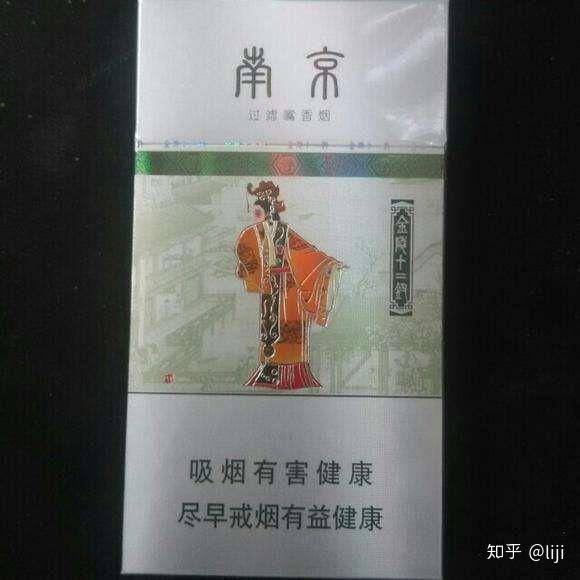 南京
过滤嘴香烟
金陵十二钗
吸烟有害健康
尽早戒烟有益健康
知乎 @liji